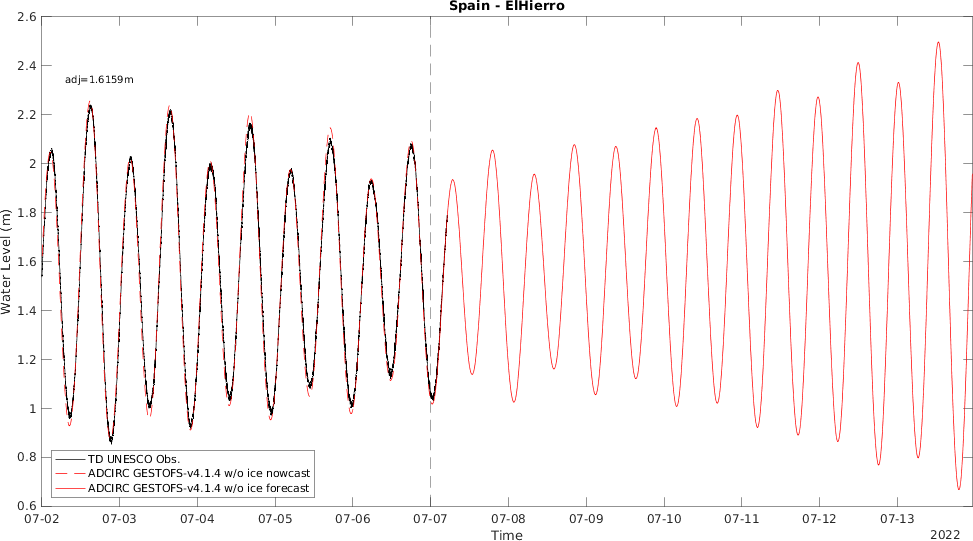 Spain - ElHierro
adj=1.6159m
Water Level (m)
2.6
2.4
2.2
2
1.8
1.6
1.4
1.2
1
0.8
0.6
TD UNESCO Obs.
ADCIRC GESTOFS-v4.1.4 w/o ice nowcast
ADCIRC GESTOFS-v4.1.4 w/o ice forecast
07-02 07-03 07-04 07-05 07-06 07-07 07-08 07-09 07-10 07-11 07-12 07-13
Time
2022